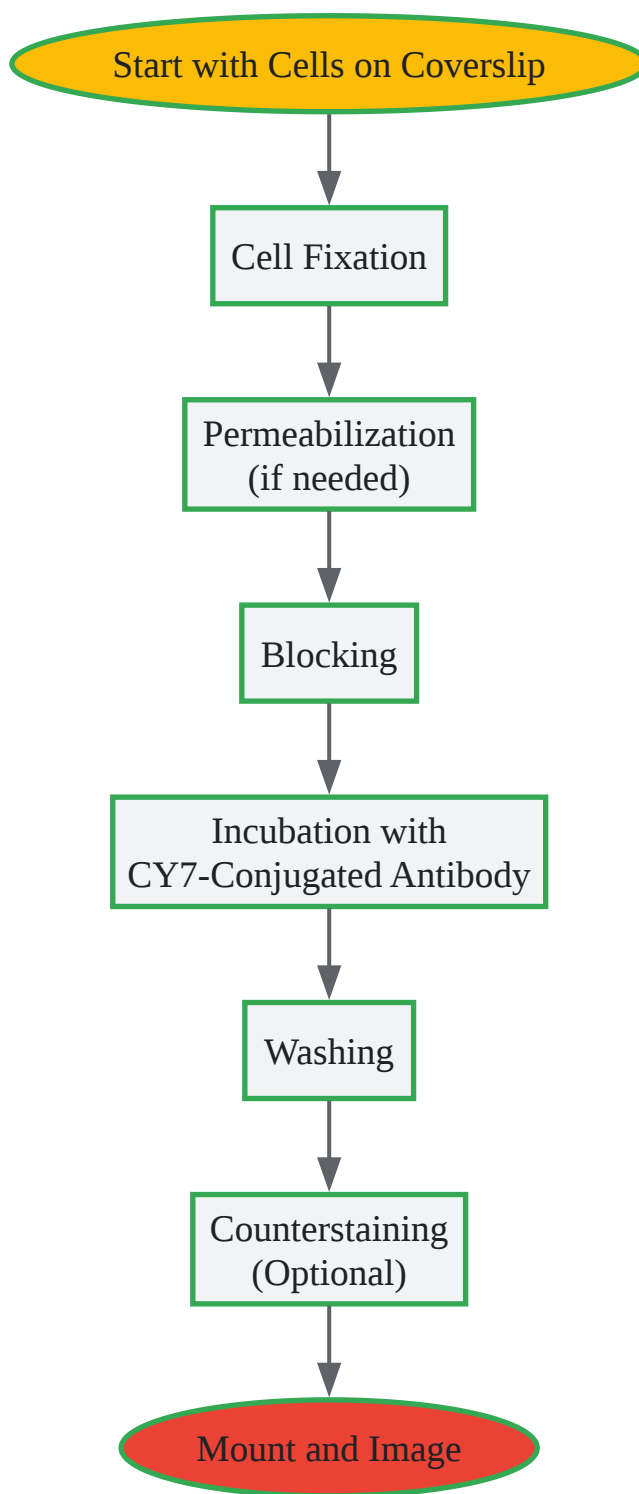 Start with Cells on Coverslip
Cell Fixation
Permeabilization
(if needed)
Blocking
Incubation with
CY7-Conjugated Antibody
Washing
Counterstaining
(Optional)
Mount and Image